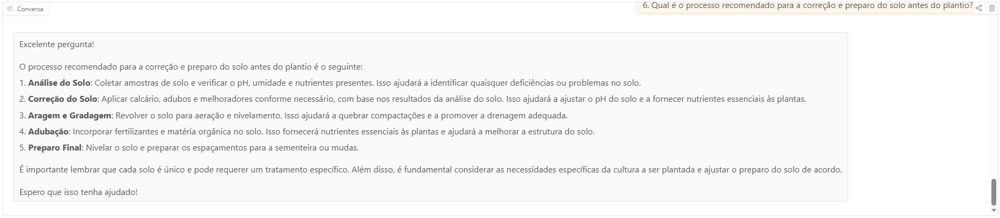 Conversa
6. Qual é o processo recomendado para a correção e preparo do solo antes do plantio?
Excelente pergunta!
O processo recomendado para a correção e preparo do solo antes do plantio é o seguinte:
1. Análise do Solo: Coletar amostras de solo e verificar o pH, umidade e nutrientes presentes. Isso ajudará a identificar quaisquer deficiências ou problemas no solo.
2. Correção do Solo: Aplicar calcário, adubos e melhoradores conforme necessário, com base nos resultados da análise do solo. Isso ajudará a ajustar o pH do solo e a fornecer nutrientes essenciais às plantas.
3. Aragem e Gradagem: Revolver o solo para aeração e nivelamento. Isso ajudará a quebrar compactações e a promover a drenagem adequada.
4. Adubação: Incorporar fertilizantes e matéria orgânica no solo. Isso fornecerá nutrientes essenciais às plantas e ajudará a melhorar a estrutura do solo.
5. Preparo Final: Nivelar o solo e preparar os espaçamentos para a sementeira ou mudas.
É importante lembrar que cada solo é único e pode requerer um tratamento específico. Além disso, é fundamental considerar as necessidades específicas da cultura a ser plantada e ajustar o preparo do solo de acordo.
Espero que isso tenha ajudado!